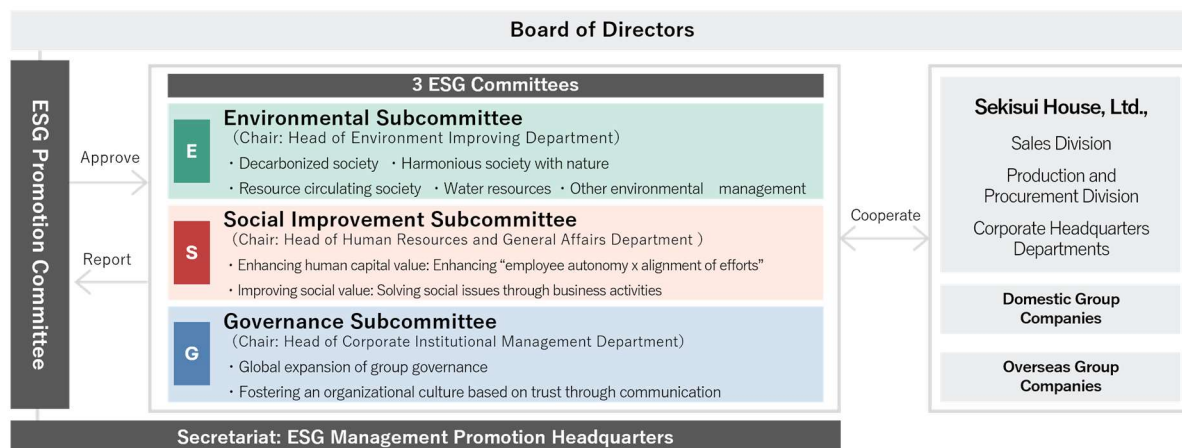 Board of Directors
ESG Promotion Committee
Approve
Report
3 ESG Committees
E
Environmental Subcommittee
(Chair: Head of Environment Improving Department)
・Decarbonized society ・Harmonious society with nature
・Resource circulating society ・Water resources ・Other environmental management
S
Social Improvement Subcommittee
(Chair: Head of Human Resources and General Affairs Department )
・Enhancing human capital value: Enhancing “employee autonomy x alignment of efforts”
・Improving social value: Solving social issues through business activities
G
Governance Subcommittee
(Chair: Head of Corporate Institutional Management Department)
・Global expansion of group governance
・Fostering an organizational culture based on trust through communication
Cooperate
Sekisui House, Ltd.,
Sales Division
Production and
Procurement Division
Corporate Headquarters
Departments
Domestic Group
Companies
Overseas Group
Companies
Secretariat: ESG Management Promotion Headquarters